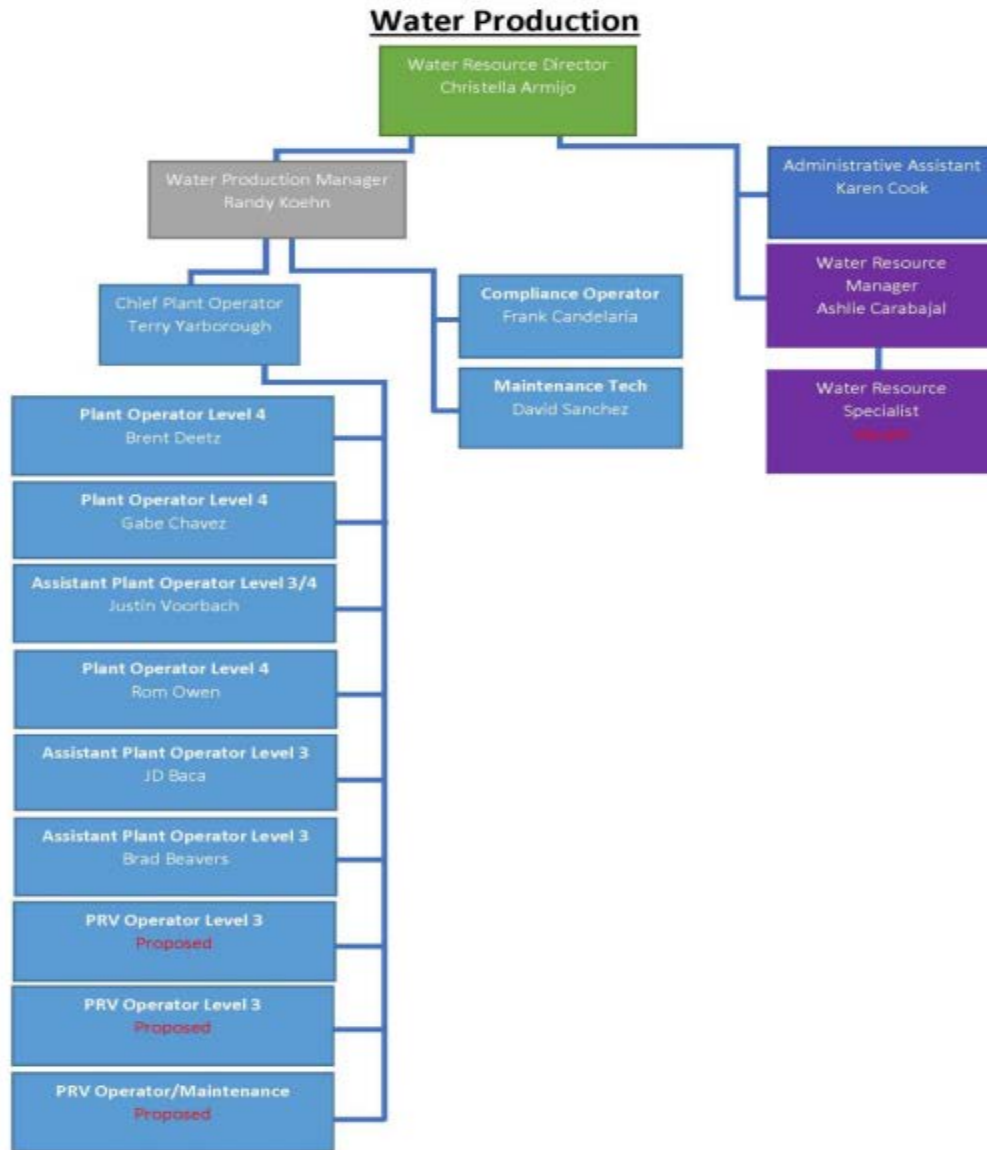 Water Production
Water Resource Director
Christella Armijo
Water Production Manager
Randy Koehn
Administrative Assistant
Karen Cook
Water Resource
Manager
Ashlie Carabajal
Water Resource
Specialist
Chief Plant Operator
Terry Yarborough
Compliance Operator
Frank Candelaria
Maintenance Tech
David Sanchez
Plant Operator Level 4
Brent Deetz
Plant Operator Level 4
Gabe Chavez
Assistant Plant Operator Level 3/4
Justin Voorbach
Plant Operator Level 4
Rom Owen
Assistant Plant Operator Level 3
JD Baca
Assistant Plant Operator Level 3
Brad Beavers
PRV Operator Level 3
Proposed
PRV Operator Level 3
Proposed
PRV Operator/Maintenance
Proposed